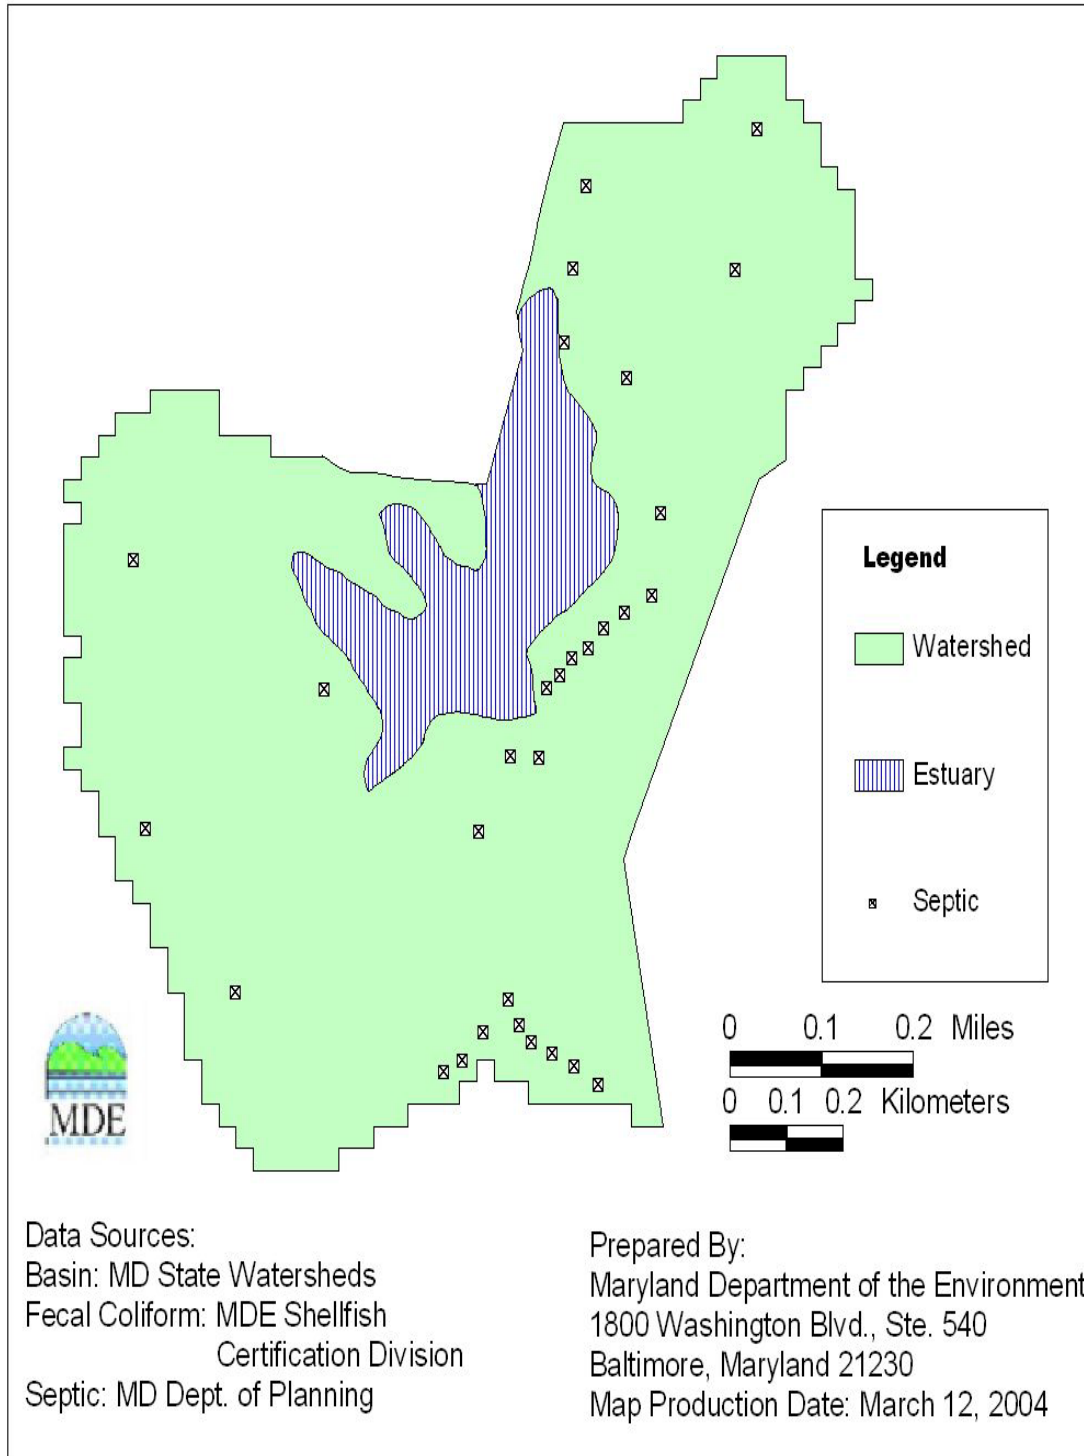 Legend
Watershed
Estuary
Septic
0 0.1 0.2 Miles
0 0.1 0.2 Kilometers
MDE
Data Sources:
Basin: MD State Watersheds
Fecal Coliform: MDE Shellfish
Certification Division
Septic: MD Dept. of Planning
Prepared By:
Maryland Department of the Environment
1800 Washington Blvd., Ste. 540
Baltimore, Maryland 21230
Map Production Date: March 12, 2004